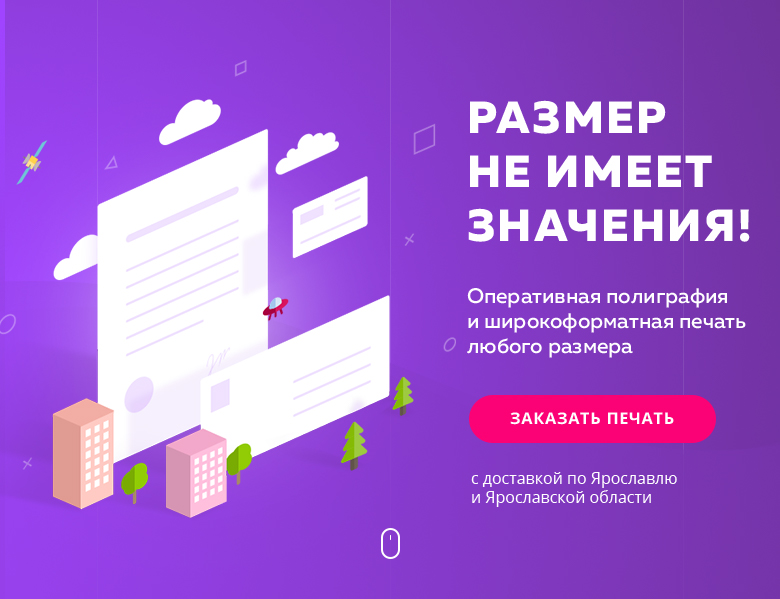 РАЗМЕР
НЕ ИМЕЕТ
ЗНАЧЕНИЯ!
Оперативная полиграфия
и широкоформатная печать
любого размера
ЗАКАЗАТЬ ПЕЧАТЬ
с доставкой по Ярославлю
и Ярославской области